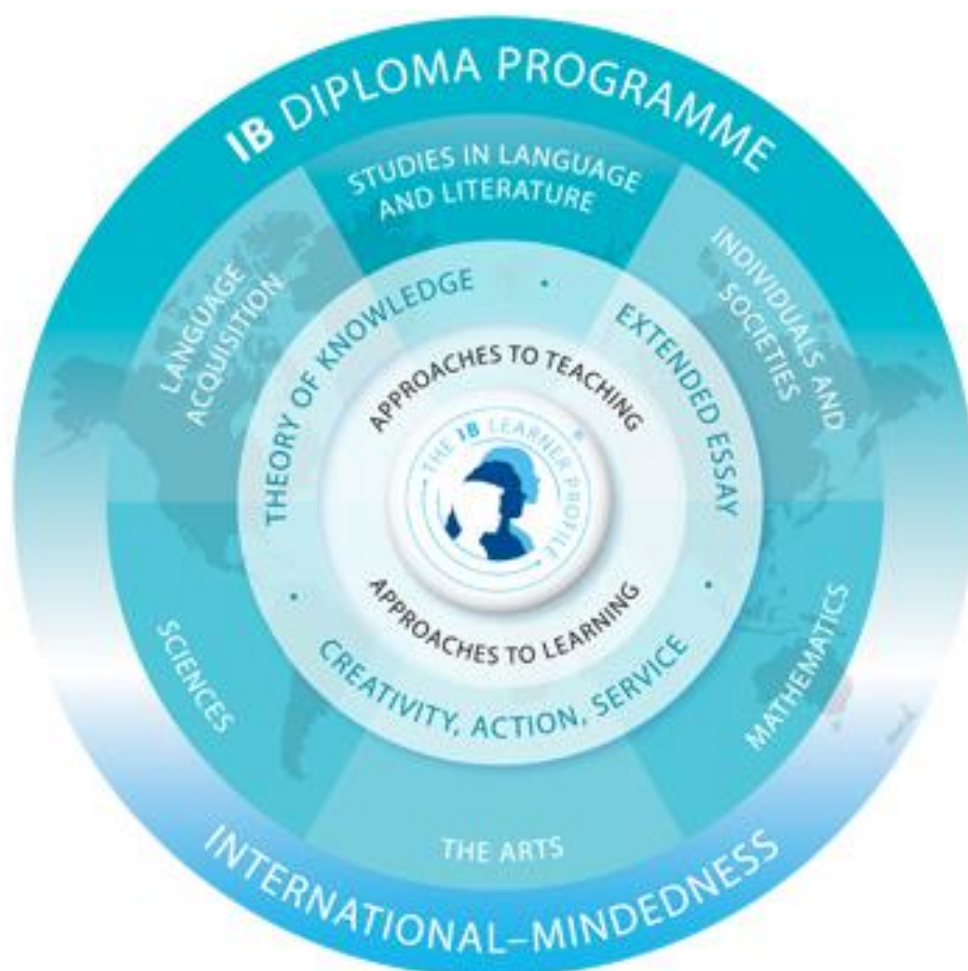 IB DIPLOMA PROGRAMME
STUDIES IN LANGUAGE
AND LITERATURE
LANGUAGE
ACQUISITION
INDIVIDUALS AND
SOCIETIES
THEORY OF KNOWLEDGE
EXTENDED ESSAY
APPROACHES TO TEACHING
THE IB LEARNER PROFILE
®
APPROACHES TO LEARNING
CREATIVITY, ACTION, SERVICE
SCIENCES
MATHEMATICS
THE ARTS
INTERNATIONAL–MINDEDNESS